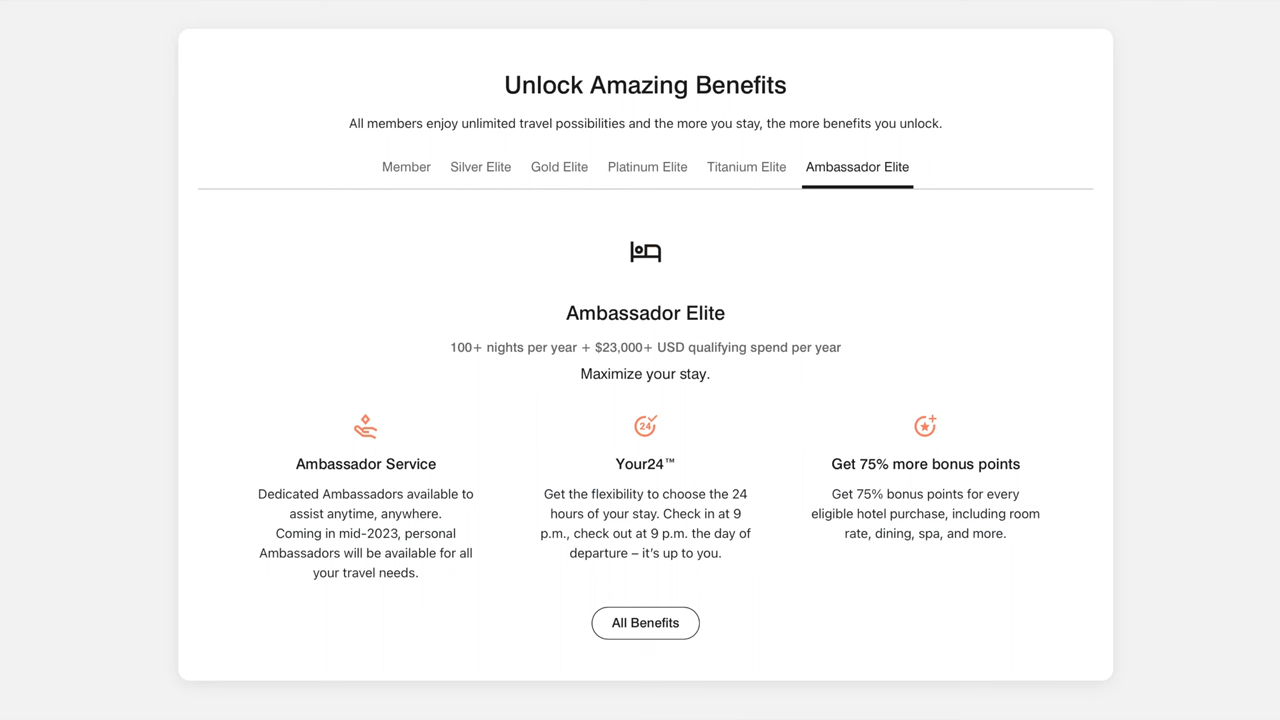 Unlock Amazing Benefits
All members enjoy unlimited travel possibilities and the more you stay, the more benefits you unlock.
Member Silver Elite Gold Elite Platinum Elite Titanium Elite Ambassador Elite
Ambassador Elite
100+ nights per year + $23,000+ USD qualifying spend per year
Maximize your stay.
Ambassador Service
Dedicated Ambassadors available to
assist anytime, anywhere.
Coming in mid-2023, personal
Ambassadors will be available for all
your travel needs.
24
Your24™
Get the flexibility to choose the 24
hours of your stay. Check in at 9
p.m., check out at 9 p.m. the day of
departure – it's up to you.
Get 75% more bonus points
Get 75% bonus points for every
eligible hotel purchase, including room
rate, dining, spa, and more.
All Benefits